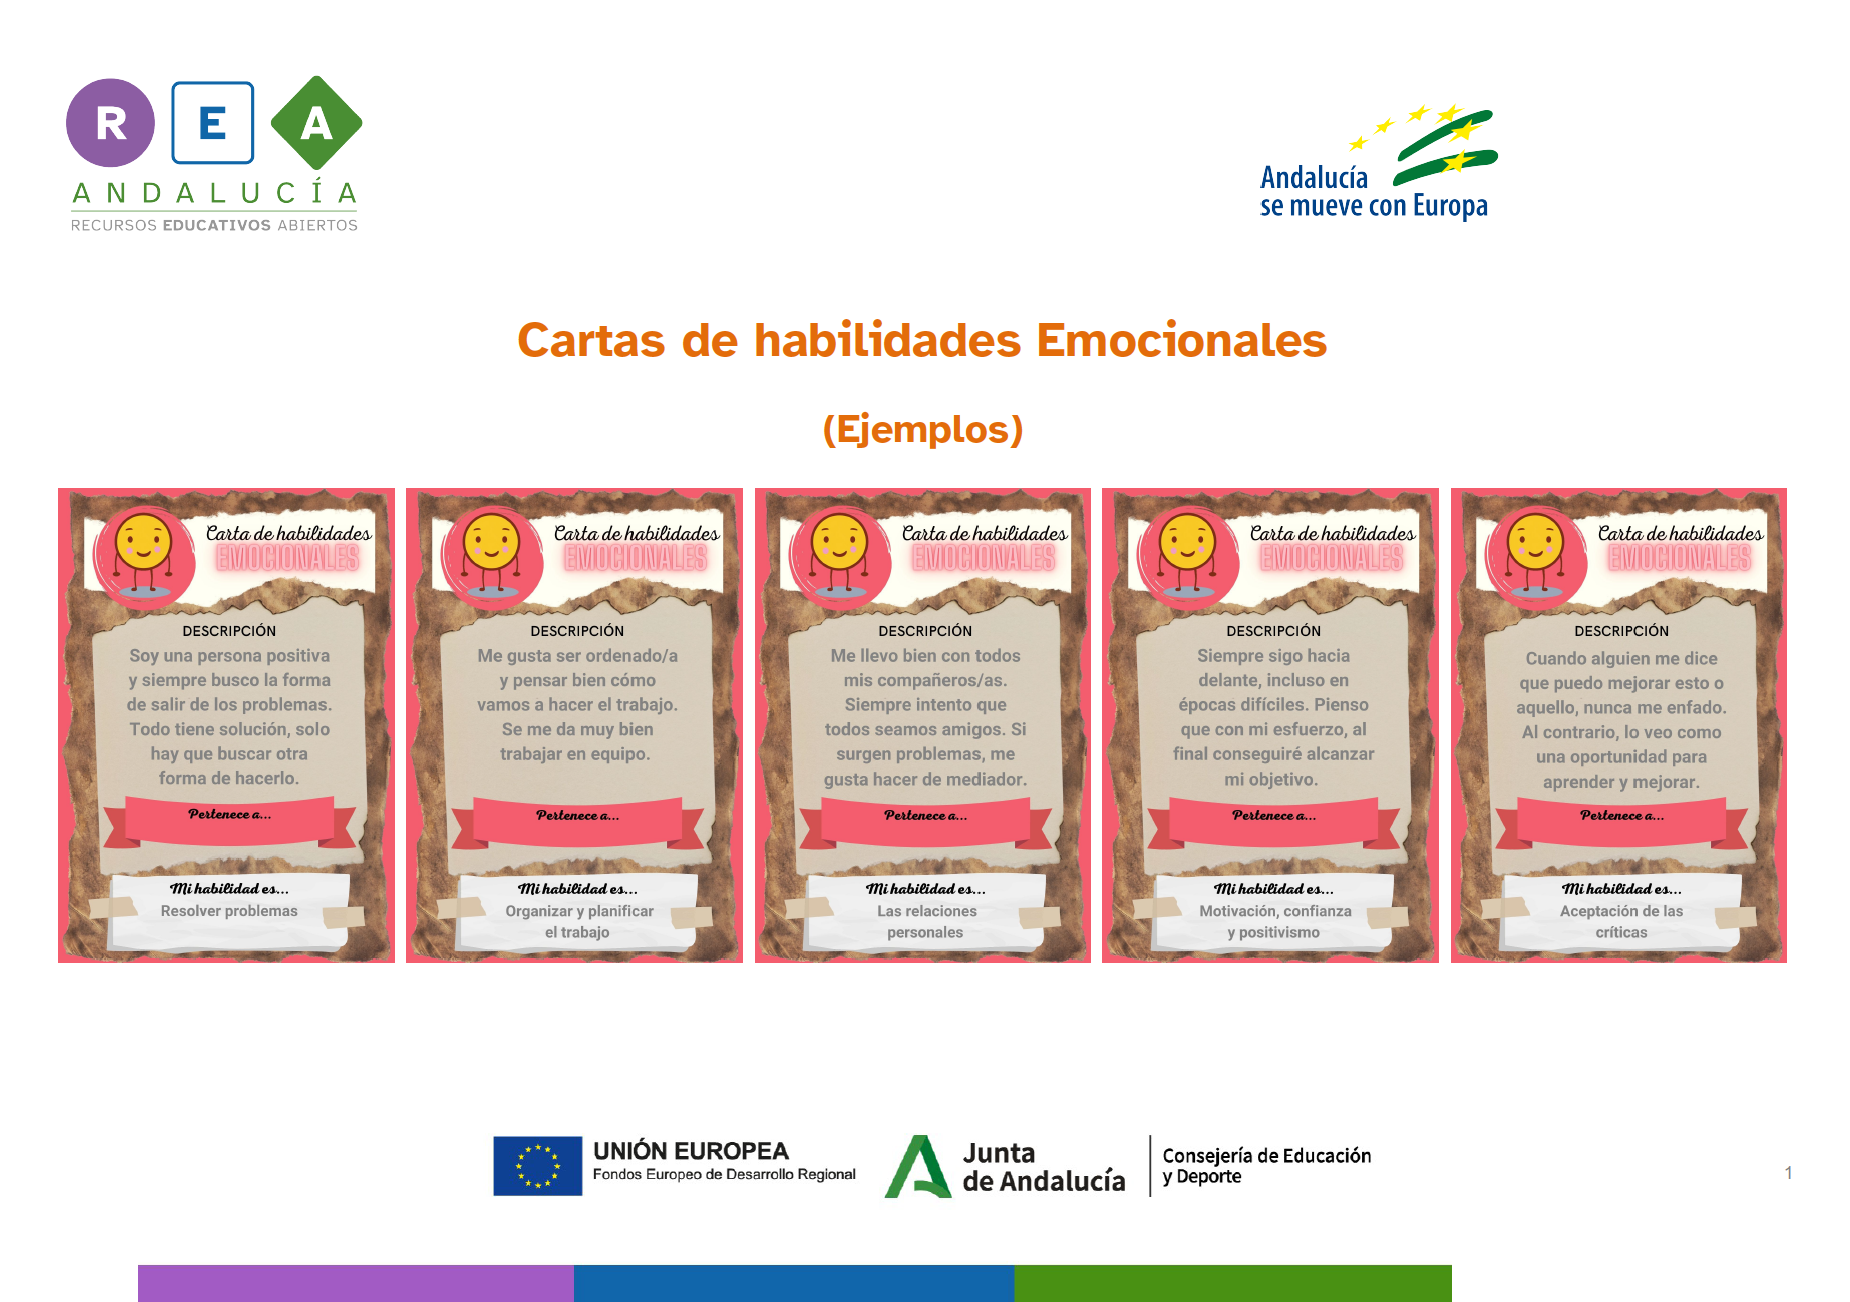 R E A
ANDALUCÍA
RECURSOS EDUCATIVOS ABIERTOS
Andalucía
se mueve con Europa
Cartas de habilidades Emocionales
(Ejemplos)
Carta de habilidades
EMOCIONALES
DESCRIPCIÓN
Soy una persona positiva
y siempre busco la forma
de salir de los problemas.
Todo tiene solución, solo
hay que buscar otra
forma de hacerlo.
Pertenece a...
Mi habilidad es...
Resolver problemas
Carta de habilidades
EMOCIONALES
DESCRIPCIÓN
Me gusta ser ordenado/a
y pensar bien cómo
vamos a hacer el trabajo.
Se me da muy bien
trabajar en equipo.
Pertenece a...
Mi habilidad es...
Organizar y planificar
el trabajo
Carta de habilidades
EMOCIONALES
DESCRIPCIÓN
Me llevo bien con todos
mis compañeros/as.
Siempre intento que
todos seamos amigos. Si
surgen problemas, me
gusta hacer de mediador.
Pertenece a...
Mi habilidad es...
Las relaciones
personales
Carta de habilidades
EMOCIONALES
DESCRIPCIÓN
Siempre sigo hacia
delante, incluso en
épocas difíciles. Pienso
que con mi esfuerzo, al
final conseguiré alcanzar
mi objetivo.
Pertenece a...
Mi habilidad es...
Motivación, confianza
y positivismo
Carta de habilidades
EMOCIONALES
DESCRIPCIÓN
Cuando alguien me dice
que puedo mejorar esto o
aquello, nunca me enfado.
Al contrario, lo veo como
una oportunidad para
aprender y mejorar.
Pertenece a...
Mi habilidad es...
Aceptación de las
críticas
UNIÓN EUROPEA
Fondos Europeo de Desarrollo Regional
Junta
de Andalucía
Consejería de Educación
y Deporte
1